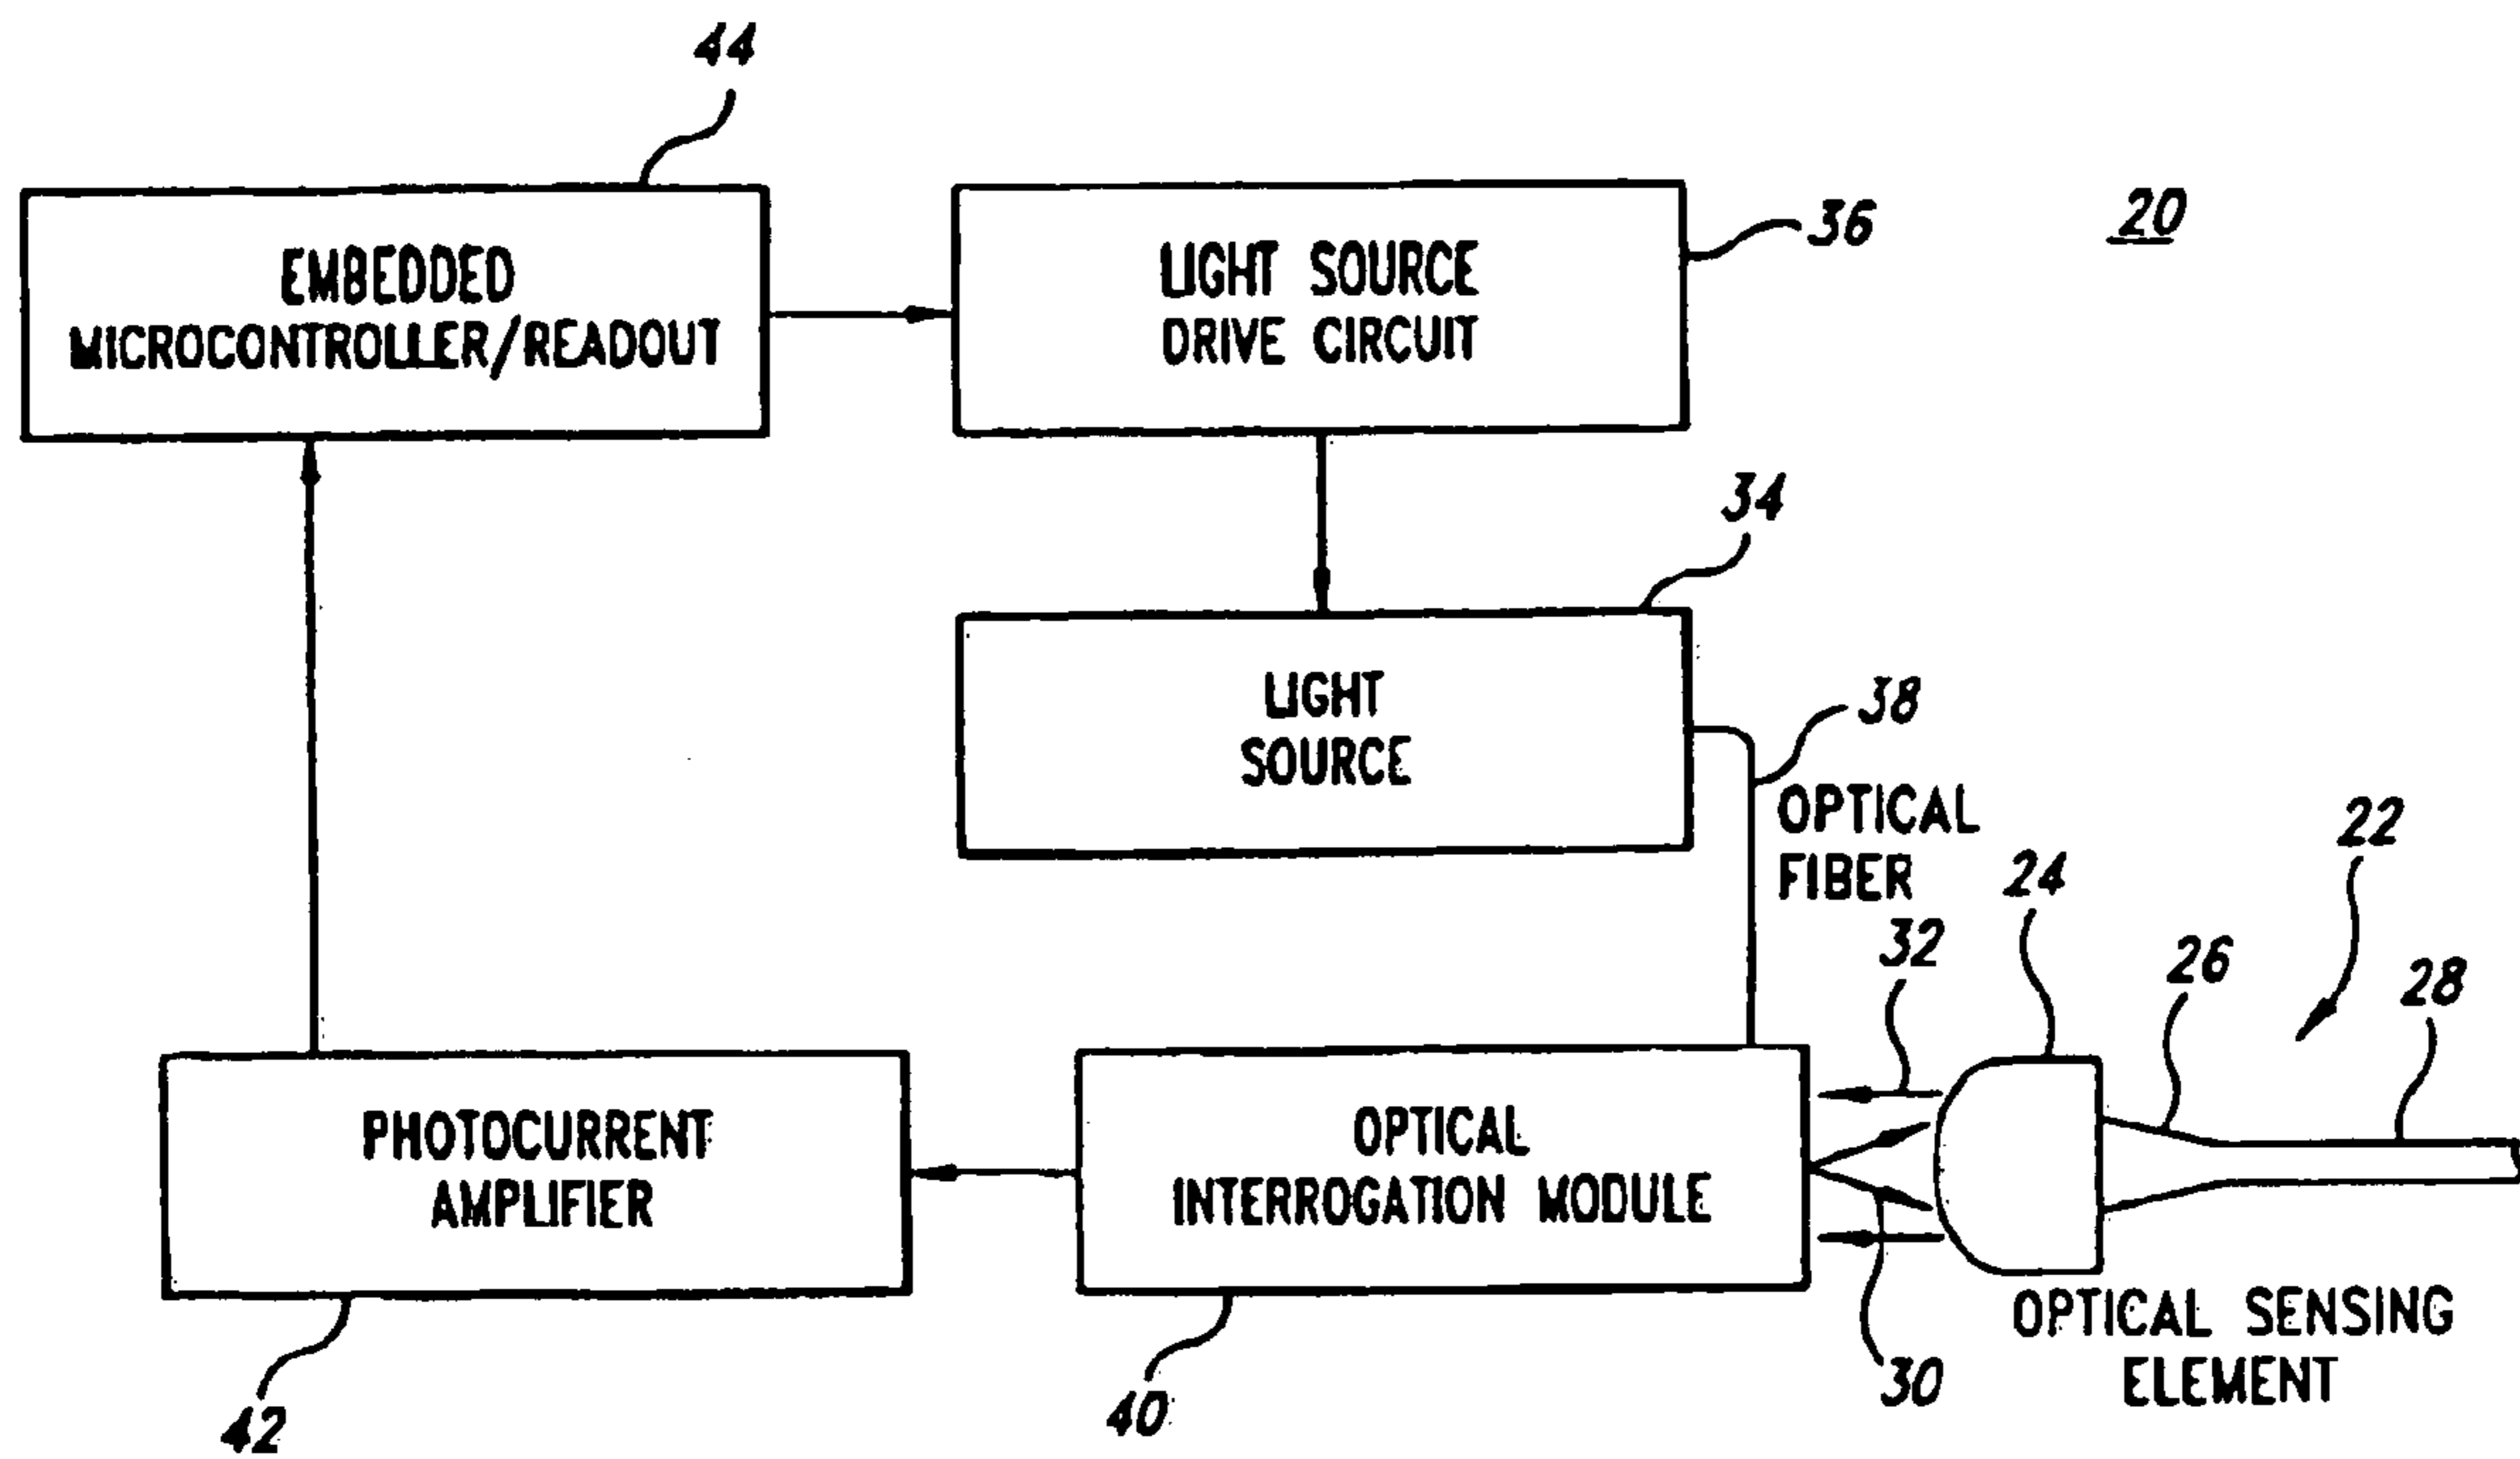 44
EMBEDDED
MICROCONTROLLER/READOUT
LIGHT SOURCE
DRIVE CIRCUIT
36
20
34
LIGHT
SOURCE
38
OPTICAL
FIBER
22
24
32
26
28
PHOTOCURRENT
AMPLIFIER
OPTICAL
INTERROGATION MODULE
OPTICAL SENSING
ELEMENT
30
42
40